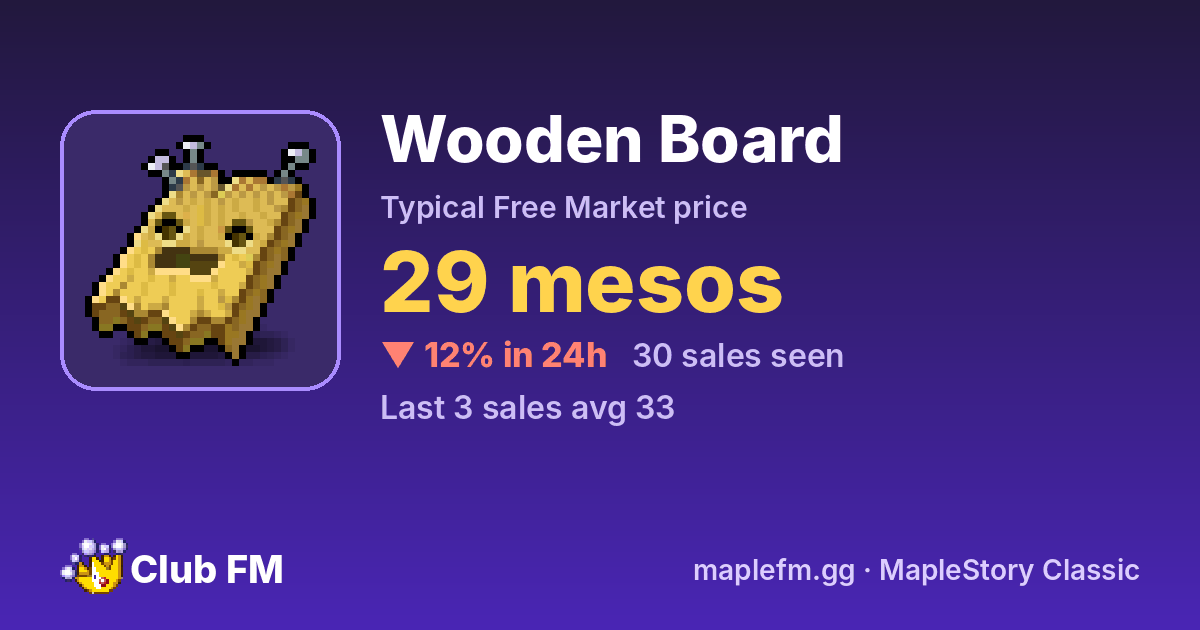 Wooden Board
Typical Free Market price
29 mesos
▼ 12% in 24h 30 sales seen
Last 3 sales avg 33
Club FM
maplefm.gg · MapleStory Classic